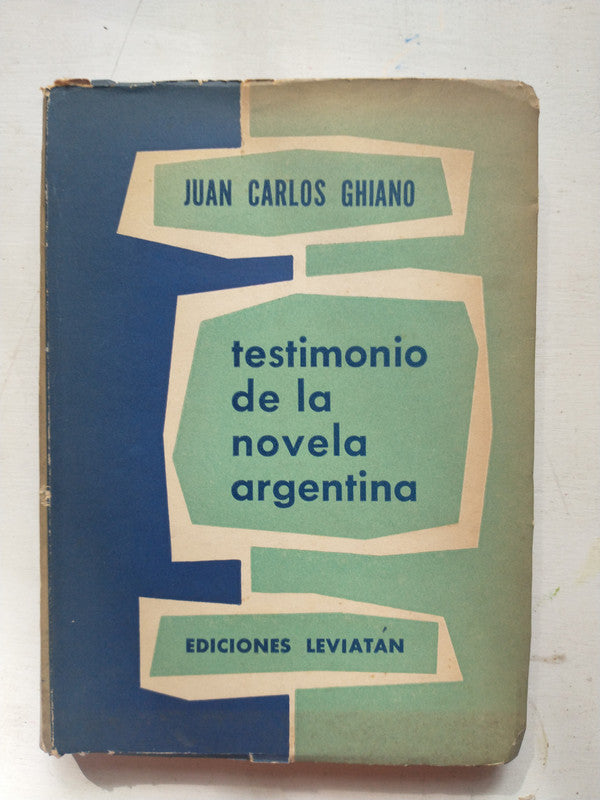 JUAN CARLOS GHIANO
testimonio
de la
novela
argentina
EDICIONES LEVIATÁN